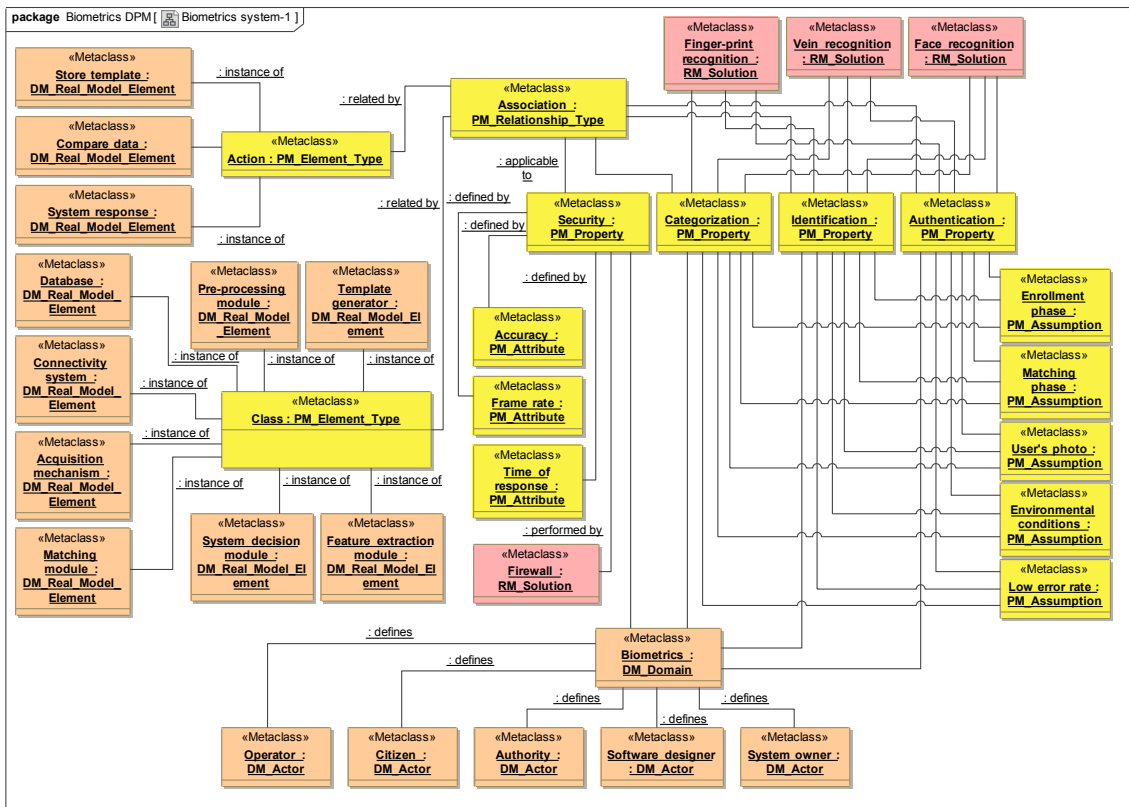 package Biometrics DPM [ Biometrics system-1 ]
«Metaclass»
Store template :
DM_Real_Model_Element
: instance of
«Metaclass»
Compare data :
DM_Real_Model_Element
«Metaclass»
System response :
DM_Real_Model_Element
: instance of
«Metaclass»
Action : PM_Element_Type
: related by
«Metaclass»
Association :
PM_Relationship_Type
«Metaclass»
Finger-print
recognition :
RM_Solution
«Metaclass»
Vein recognition
: RM_Solution
«Metaclass»
Face recognition
: RM_Solution
: applicable
to
: related by
: defined by
: defined by
: defined by
«Metaclass»
Security :
PM_Property
«Metaclass»
Categorization :
PM_Property
«Metaclass»
Identification :
PM_Property
«Metaclass»
Authentication :
PM_Property
«Metaclass»
Database :
DM_Real_Model_
Element
«Metaclass»
Pre-processing
module :
DM_Real_Model
_Element
«Metaclass»
Template
generator :
DM_Real_Model_El
ement
: instance of
: instance of
: instance of
«Metaclass»
Connectivity
system :
DM_Real_Model_
Element
: instance of
«Metaclass»
Class : PM_Element_Type
«Metaclass»
Acquisition
mechanism :
DM_Real_Model_
Element
: instance of
«Metaclass»
Matching
module :
DM_Real_Model_
Element
: instance of
: instance of
: instance of
«Metaclass»
System decision
module :
DM_Real_Model_El
ement
«Metaclass»
Feature extraction
module :
DM_Real_Model_El
ement
«Metaclass»
Accuracy :
PM_Attribute
«Metaclass»
Frame rate :
PM_Attribute
«Metaclass»
Time of
response :
PM_Attribute
: performed by
«Metaclass»
Firewall :
RM_Solution
«Metaclass»
Enrollment
phase :
PM_Assumption
«Metaclass»
Matching
phase :
PM_Assumption
«Metaclass»
User's photo :
PM_Assumption
«Metaclass»
Environmental
conditions :
PM_Assumption
«Metaclass»
Low error rate :
PM_Assumption
«Metaclass»
Biometrics :
DM_Domain
: defines
: defines
: defines
: defines
: defines
«Metaclass»
Operator :
DM_Actor
«Metaclass»
Citizen :
DM_Actor
«Metaclass»
Authority :
DM_Actor
«Metaclass»
Software designer
: DM_Actor
«Metaclass»
System owner :
DM_Actor